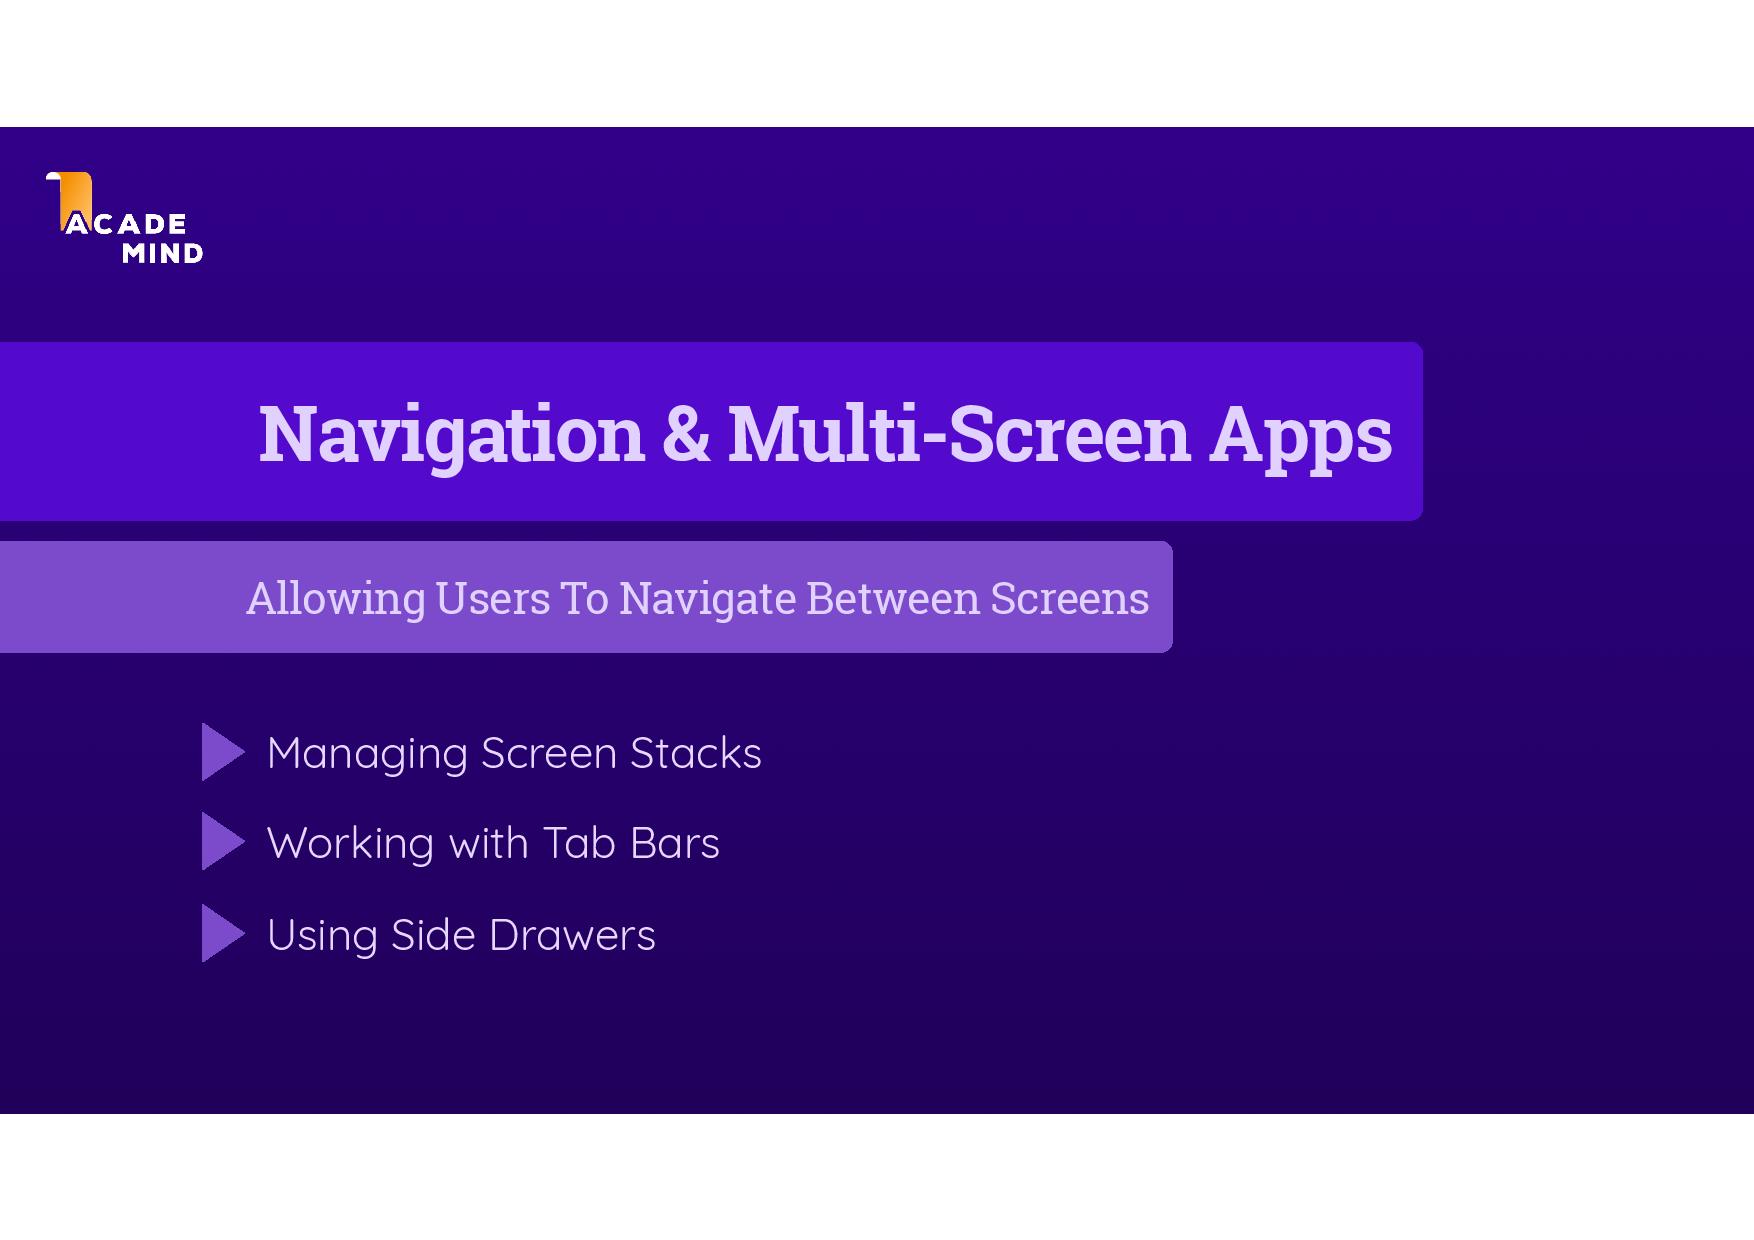 ACADE
MIND
Navigation & Multi-Screen Apps
Allowing Users To Navigate Between Screens
Managing Screen Stacks
Working with Tab Bars
Using Side Drawers